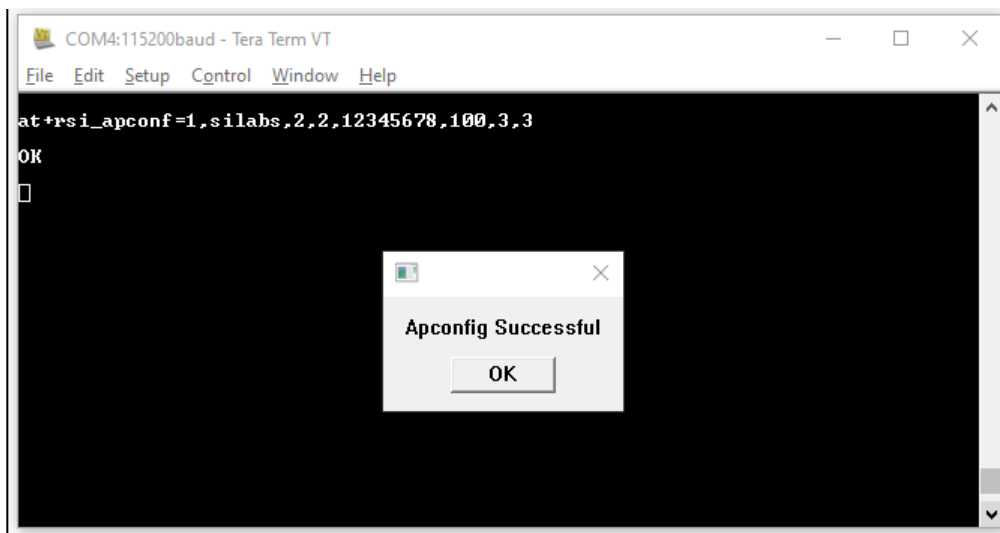 COM4:115200baud - Tera Term VT
File Edit Setup Control Window Help
at+rsi_apconf=1,silabs,2,2,12345678,100,3,3
OK
Apconfig Successful
OK